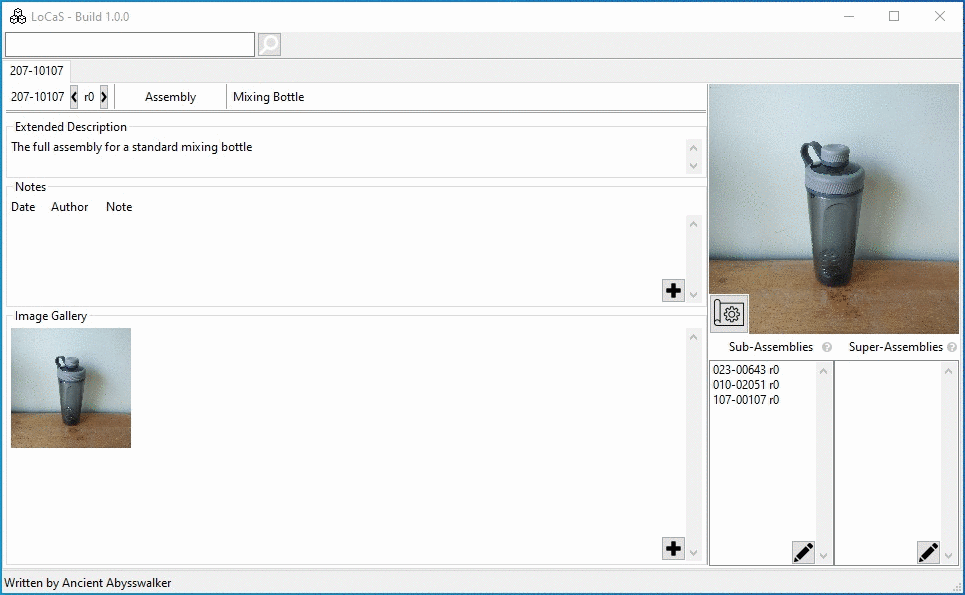 LoCaS - Build 1.0.0
207-10107
207-10107 r0 Assembly Mixing Bottle
Extended Description
The full assembly for a standard mixing bottle
Notes
Date Author Note
Image Gallery
Sub-Assemblies ? Super-Assemblies ?
023-00643 r0
010-02051 r0
107-00107 r0
Written by Ancient Abysswalker